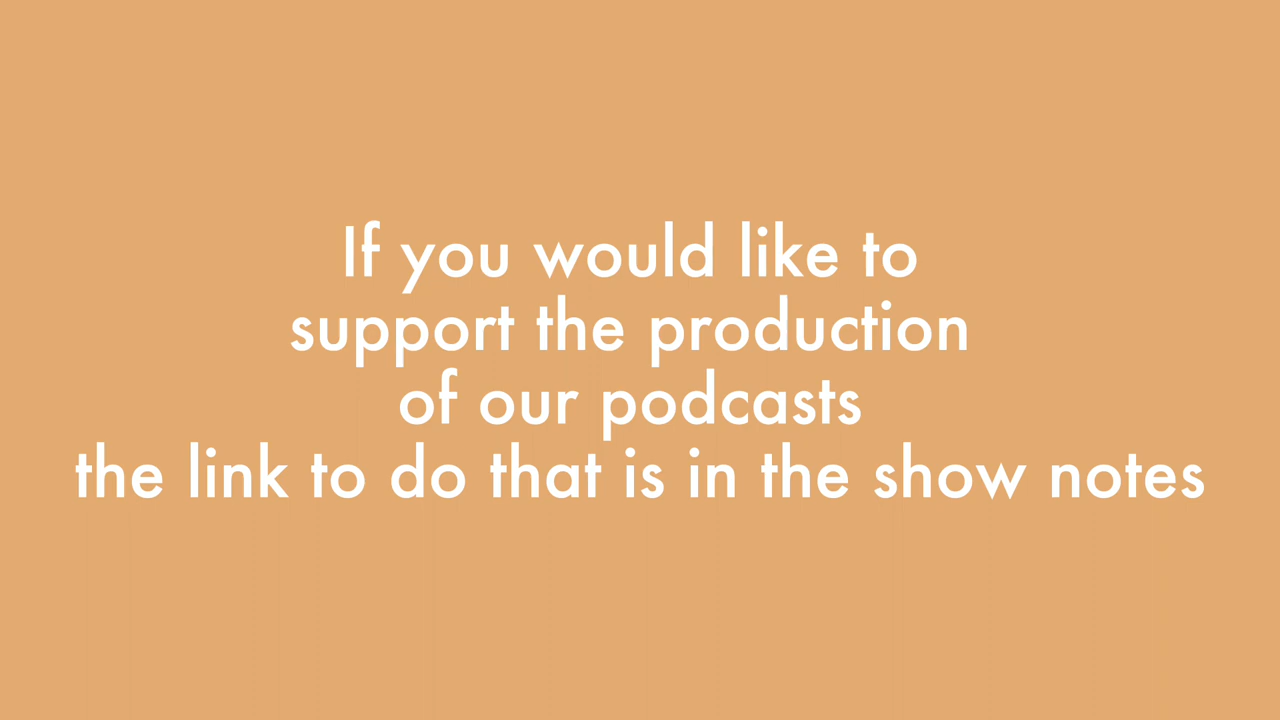 If you would like to
support the production
of our podcasts
the link to do that is in the show notes